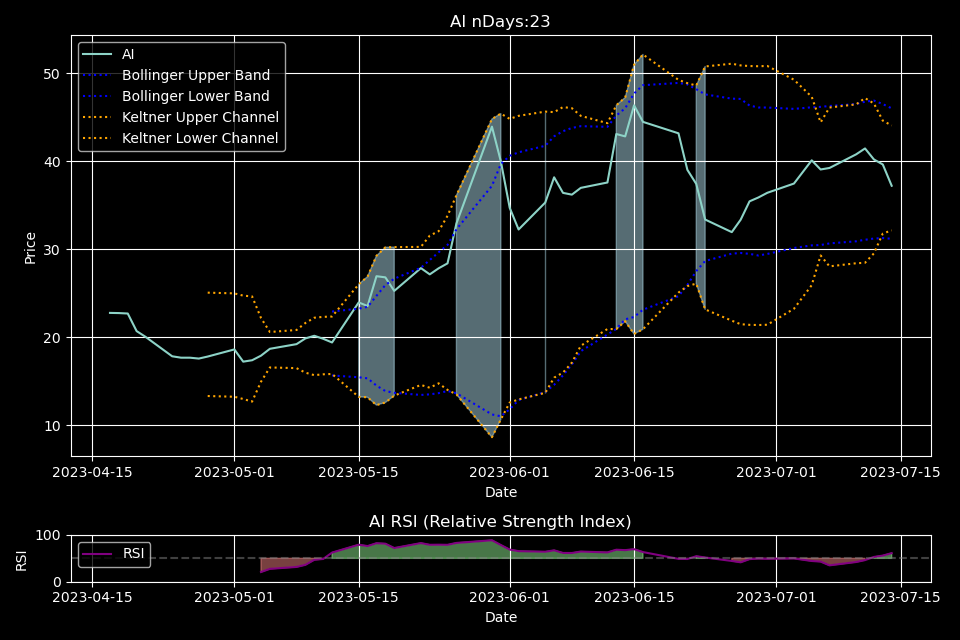 AI nDays:23
AI
Bollinger Upper Band
Bollinger Lower Band
Keltner Upper Channel
Keltner Lower Channel
50
40
30
20
10
Price
2023-04-15 2023-05-01 2023-05-15 2023-06-01 2023-06-15 2023-07-01 2023-07-15
Date
AI RSI (Relative Strength Index)
100
0
RSI
RSI
2023-04-15 2023-05-01 2023-05-15 2023-06-01 2023-06-15 2023-07-01 2023-07-15
Date